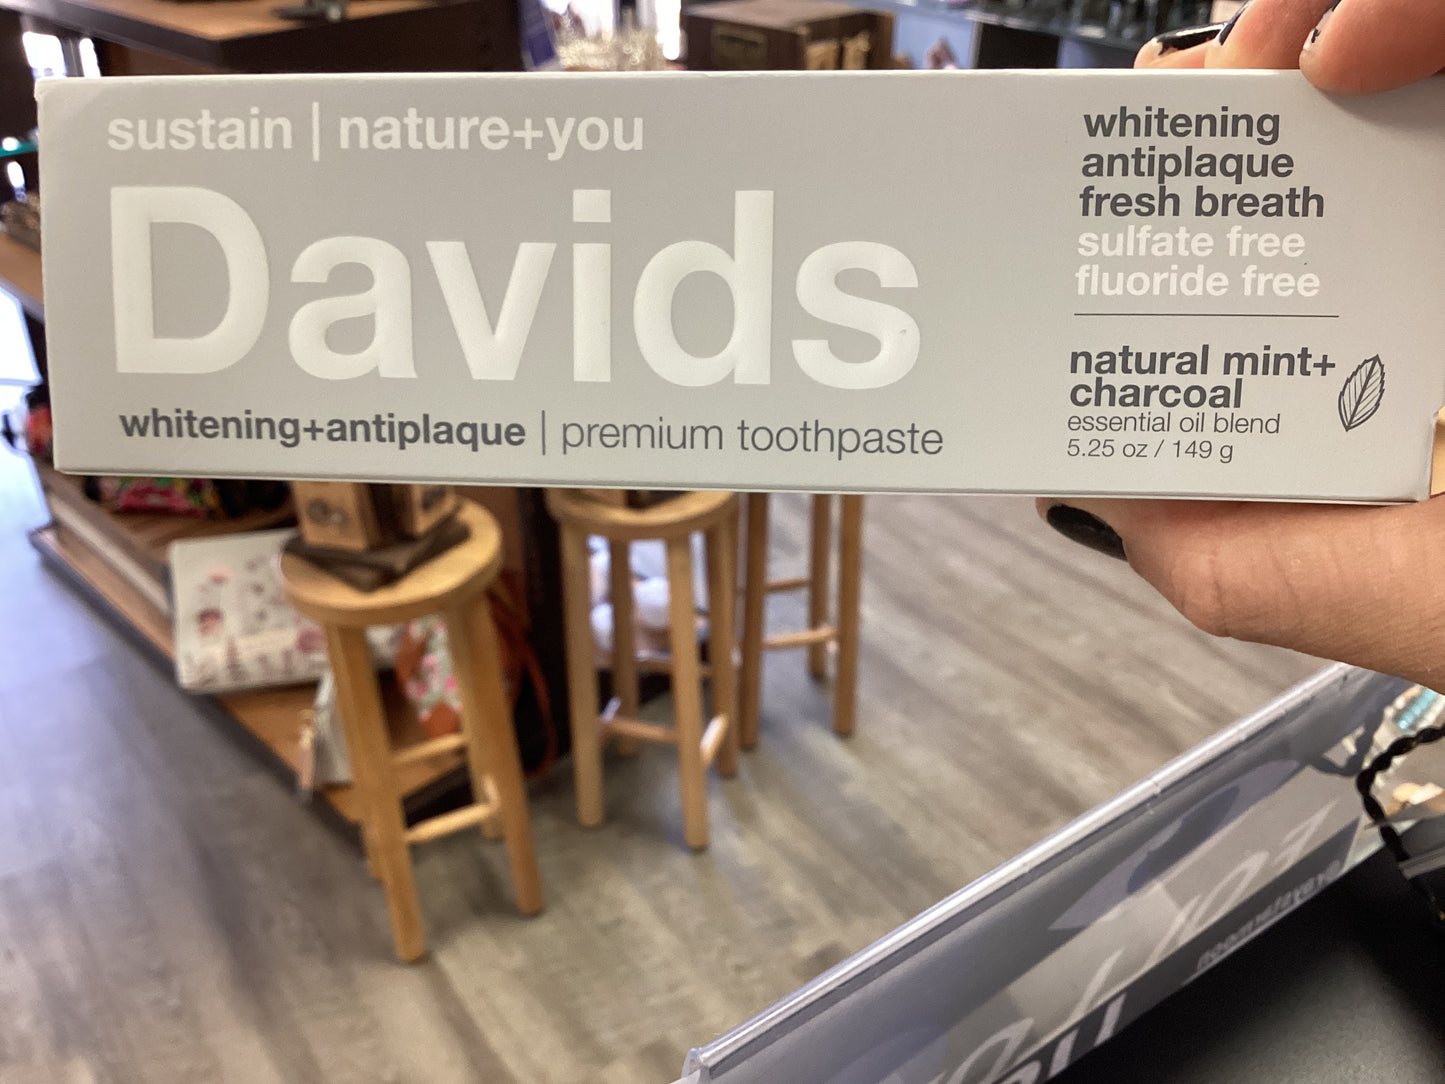 sustain | nature+you
Davids
whitening+antiplaque | premium toothpaste
whitening
antiplaque
fresh breath
sulfate free
fluoride free
natural mint+
charcoal
essential oil blend
5.25 oz / 149 g